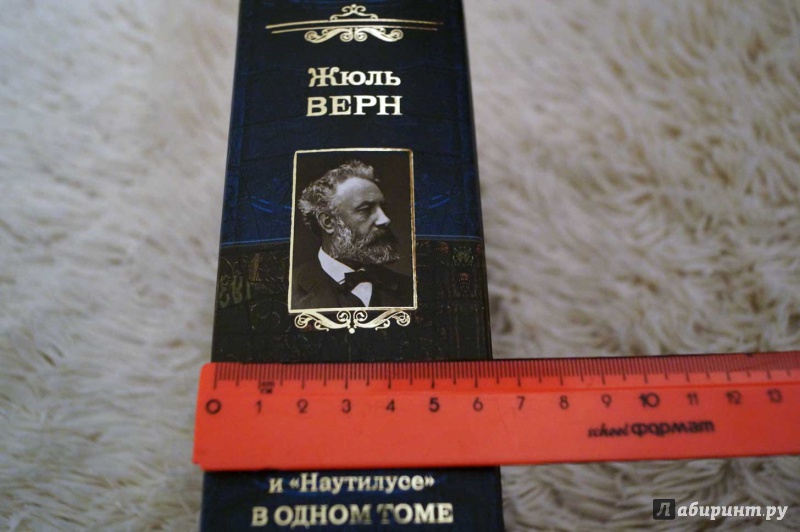 Жюль
ВЕРН
0 1 2 3 4 5 6 7 8 9 10 11 12 13
school формат
и «Наутилусе»
В ОДНОМ ТОМЕ
Лабиринт.ру